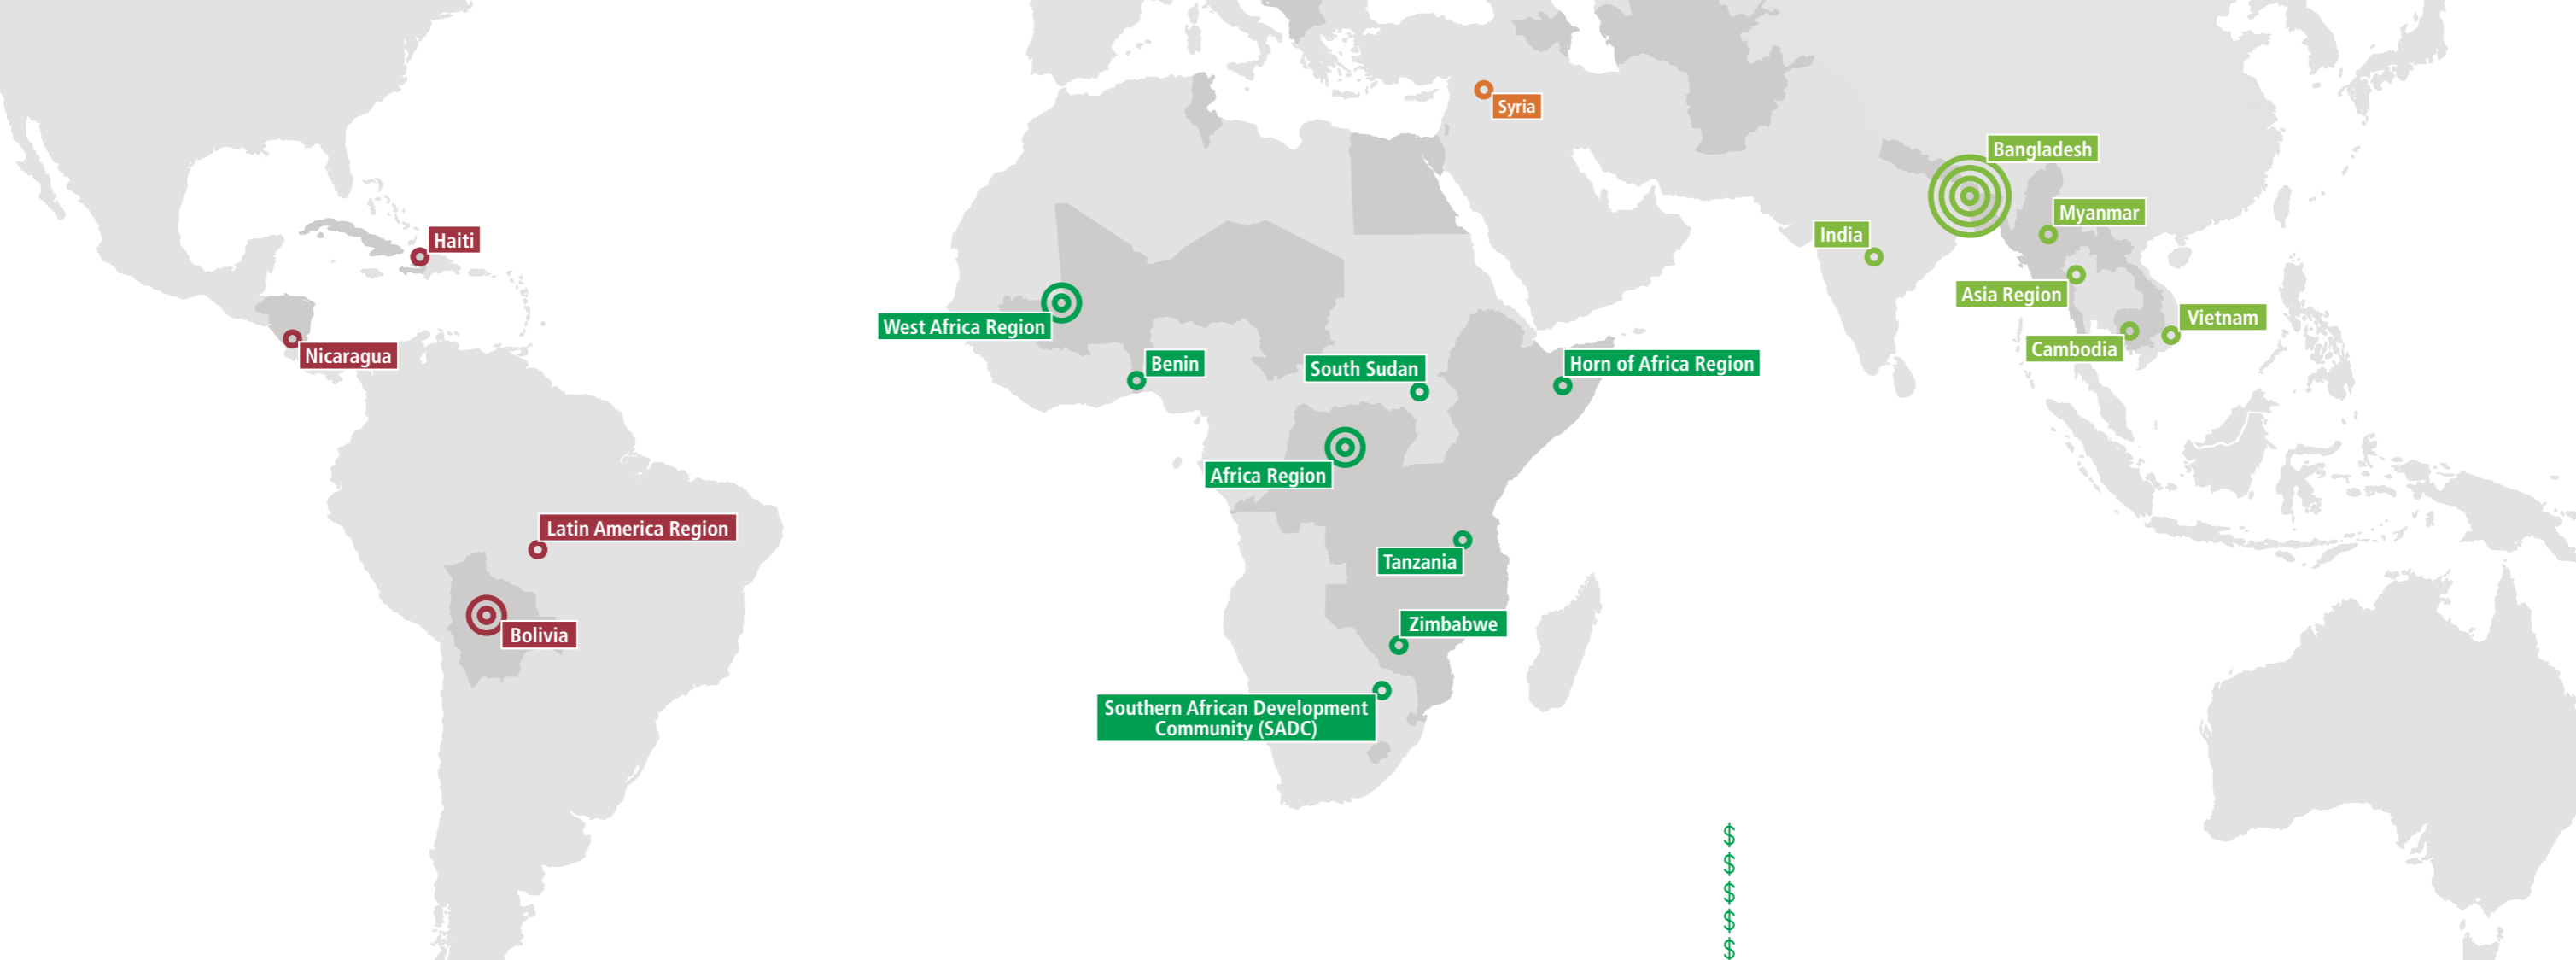 Syria
Bangladesh
Myanmar
India
Haiti
Asia Region
Vietnam
West Africa Region
Cambodia
Nicaragua
Benin
South Sudan
Horn of Africa Region
Africa Region
Latin America Region
Tanzania
Zimbabwe
Bolivia
Southern African Development
Community (SADC)
$
$
$
$
$